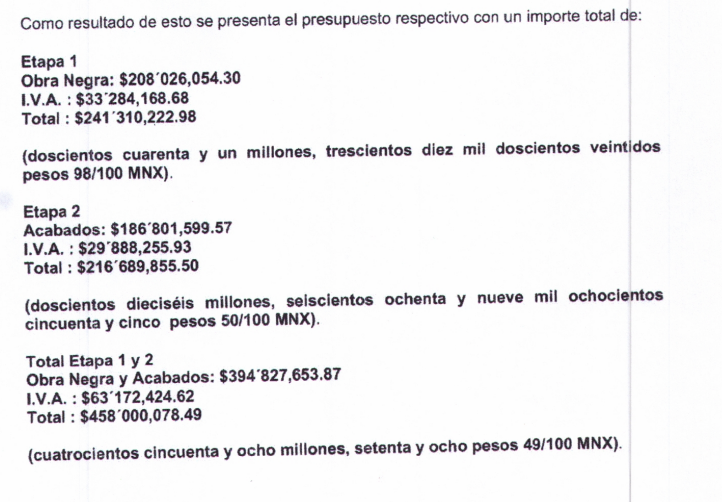 Como resultado de esto se presenta el presupuesto respectivo con un importe total de:
Etapa 1
Obra Negra: $208´026,054.30
I.V.A. : $33´284,168.68
Total : $241´310,222.98
(doscientos cuarenta y un millones, trescientos diez mil doscientos veintidos
pesos 98/100 MNX).
Etapa 2
Acabados: $186´801,599.57
I.V.A. : $29´888,255.93
Total : $216´689,855.50
(doscientos dieciséis millones, seiscientos ochenta y nueve mil ochocientos
cincuenta y cinco pesos 50/100 MNX).
Total Etapa 1 y 2
Obra Negra y Acabados: $394´827,653.87
I.V.A. : $63´172,424.62
Total : $458´000,078.49
(cuatrocientos cincuenta y ocho millones, setenta y ocho pesos 49/100 MNX).